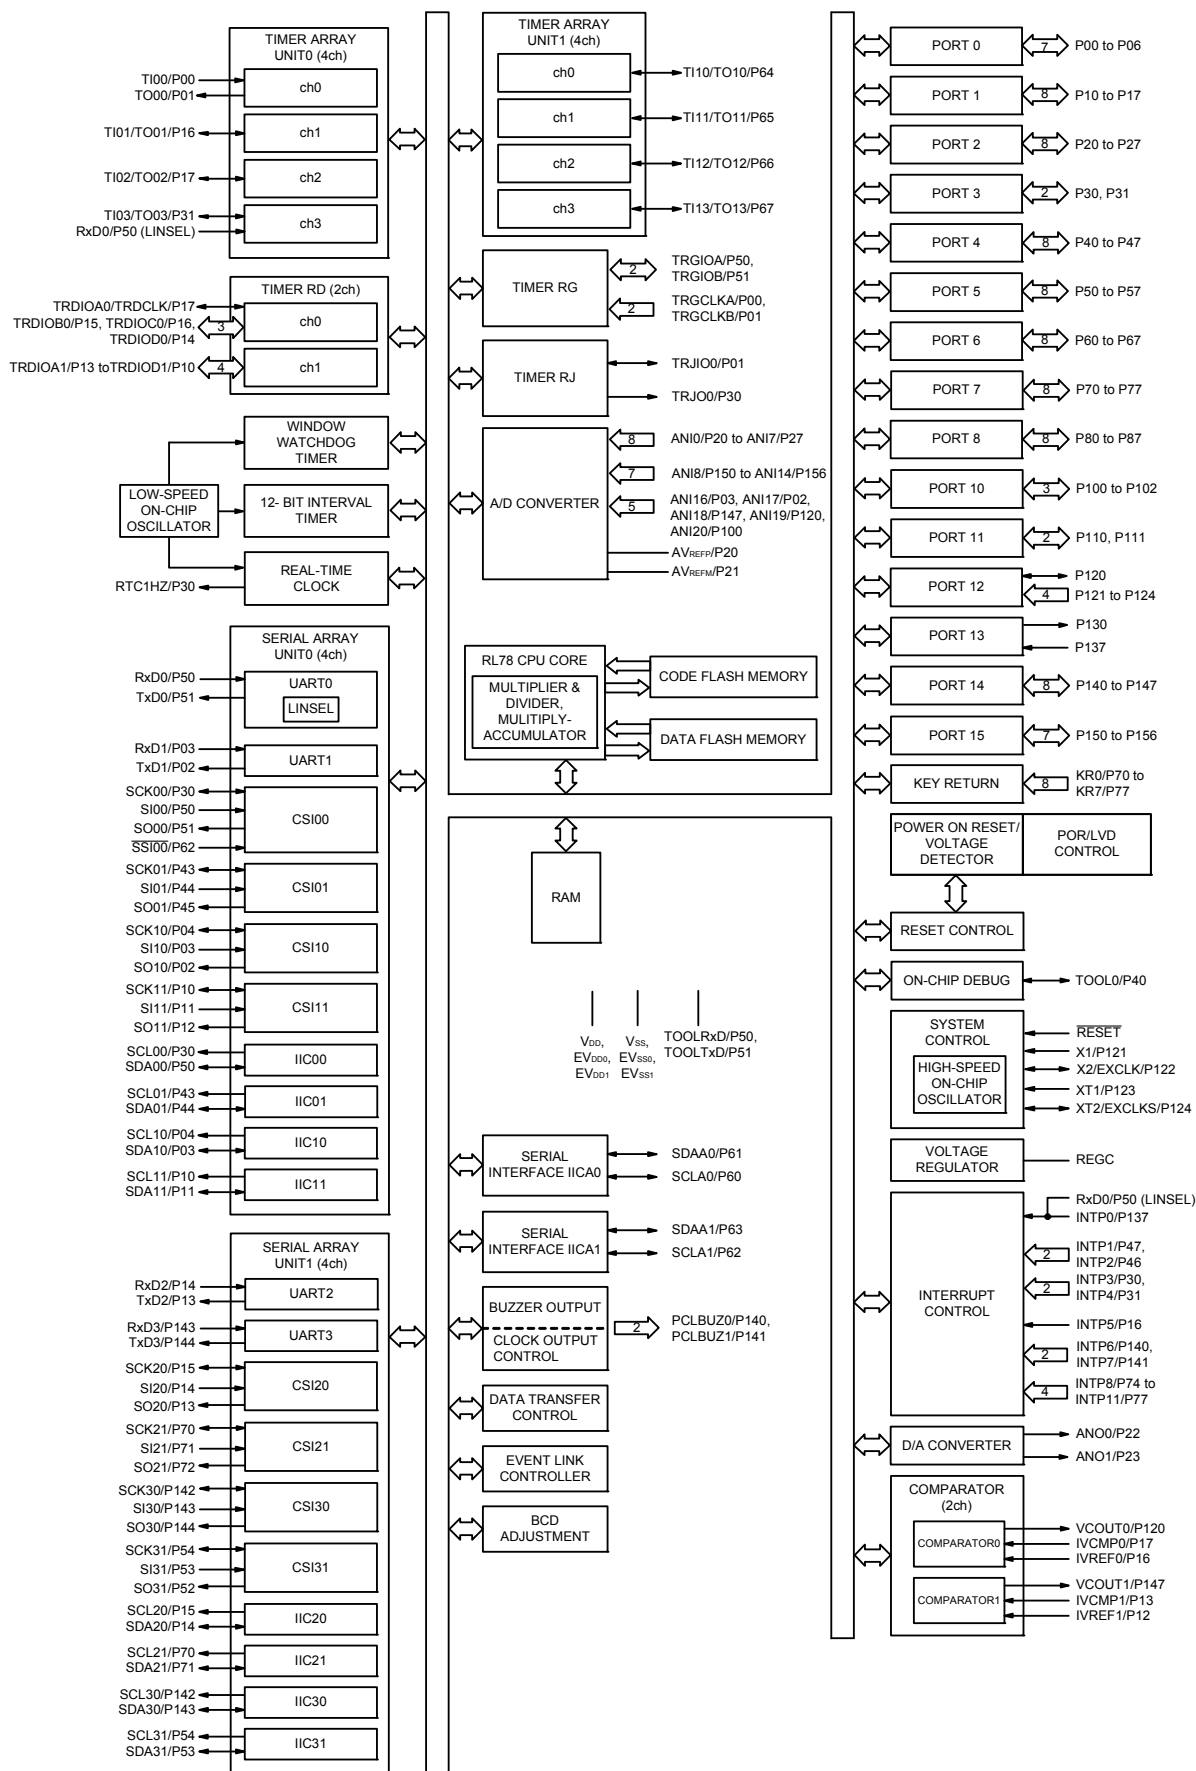 TIMER ARRAY
UNIT0 (4ch)
TI00/P00
TO00/P01
ch0
TI01/TO01/P16
ch1
TI02/TO02/P17
ch2
TI03/TO03/P31
RxD0/P50 (LINSEL)
ch3
TIMER RD (2ch)
TRDIOA0/TRDCLK/P17
TRDIOB0/P15, TRDIOC0/P16,
TRDIOD0/P14
3
ch0
TRDIOA1/P13 toTRDIOD1/P10
4
ch1
WINDOW
WATCHDOG
TIMER
LOW-SPEED
ON-CHIP
OSCILLATOR
12- BIT INTERVAL
TIMER
RTC1HZ/P30
REAL-TIME
CLOCK
SERIAL ARRAY
UNIT0 (4ch)
RxD0/P50
TxD0/P51
UART0
LINSEL
RxD1/P03
TxD1/P02
UART1
SCK00/P30
SI00/P50
SO00/P51
SSI00/P62
CSI00
SCK01/P43
SI01/P44
SO01/P45
CSI01
SCK10/P04
SI10/P03
SO10/P02
CSI10
SCK11/P10
SI11/P11
SO11/P12
CSI11
SCL00/P30
SDA00/P50
IIC00
SCL01/P43
SDA01/P44
IIC01
SCL10/P04
SDA10/P03
IIC10
SCL11/P10
SDA11/P11
IIC11
SERIAL ARRAY
UNIT1 (4ch)
RxD2/P14
TxD2/P13
UART2
RxD3/P143
TxD3/P144
UART3
SCK20/P15
SI20/P14
SO20/P13
CSI20
SCK21/P70
SI21/P71
SO21/P72
CSI21
SCK30/P142
SI30/P143
SO30/P144
CSI30
SCK31/P54
SI31/P53
SO31/P52
CSI31
SCL20/P15
SDA20/P14
IIC20
SCL21/P70
SDA21/P71
IIC21
SCL30/P142
SDA30/P143
IIC30
SCL31/P54
SDA31/P53
IIC31
TIMER ARRAY
UNIT1 (4ch)
ch0
TI10/TO10/P64
ch1
TI11/TO11/P65
ch2
TI12/TO12/P66
ch3
TI13/TO13/P67
TIMER RG
2
TRGIOA/P50,
TRGIOB/P51
2
TRGCLKA/P00,
TRGCLKB/P01
TIMER RJ
TRJIO0/P01
TRJO0/P30
A/D CONVERTER
8
ANI0/P20 to ANI7/P27
7
ANI8/P150 to ANI14/P156
5
ANI16/P03, ANI17/P02,
ANI18/P147, ANI19/P120,
ANI20/P100
AVREFP/P20
AVREFM/P21
RL78 CPU CORE
MULTIPLIER &
DIVIDER,
MULITIPLY-
ACCUMULATOR
CODE FLASH MEMORY
DATA FLASH MEMORY
RAM
VDD,
EVDD0,
EVDD1
VSS,
EVSS0,
EVSS1
TOOLRxD/P50,
TOOLTxD/P51
SERIAL
INTERFACE IICA0
SDAA0/P61
SCLA0/P60
SERIAL
INTERFACE IICA1
SDAA1/P63
SCLA1/P62
BUZZER OUTPUT
CLOCK OUTPUT
CONTROL
2
PCLBUZ0/P140,
PCLBUZ1/P141
DATA TRANSFER
CONTROL
EVENT LINK
CONTROLLER
BCD
ADJUSTMENT
PORT 0
7
P00 to P06
PORT 1
8
P10 to P17
PORT 2
8
P20 to P27
PORT 3
2
P30, P31
PORT 4
8
P40 to P47
PORT 5
8
P50 to P57
PORT 6
8
P60 to P67
PORT 7
8
P70 to P77
PORT 8
8
P80 to P87
PORT 10
3
P100 to P102
PORT 11
2
P110, P111
PORT 12
P120
4
P121 to P124
PORT 13
P130
P137
PORT 14
8
P140 to P147
PORT 15
7
P150 to P156
KEY RETURN
8
KR0/P70 to
KR7/P77
POWER ON RESET/
VOLTAGE
DETECTOR
POR/LVD
CONTROL
RESET CONTROL
ON-CHIP DEBUG
TOOL0/P40
SYSTEM
CONTROL
HIGH-SPEED
ON-CHIP
OSCILLATOR
RESET
X1/P121
X2/EXCLK/P122
XT1/P123
XT2/EXCLKS/P124
VOLTAGE
REGULATOR
REGC
INTERRUPT
CONTROL
RxD0/P50 (LINSEL)
INTP0/P137
2
INTP1/P47,
INTP2/P46
2
INTP3/P30,
INTP4/P31
INTP5/P16
2
INTP6/P140,
INTP7/P141
4
INTP8/P74 to
INTP11/P77
D/A CONVERTER
ANO0/P22
ANO1/P23
COMPARATOR
(2ch)
COMPARATOR0
VCOUT0/P120
IVCMP0/P17
IVREF0/P16
COMPARATOR1
VCOUT1/P147
IVCMP1/P13
IVREF1/P12